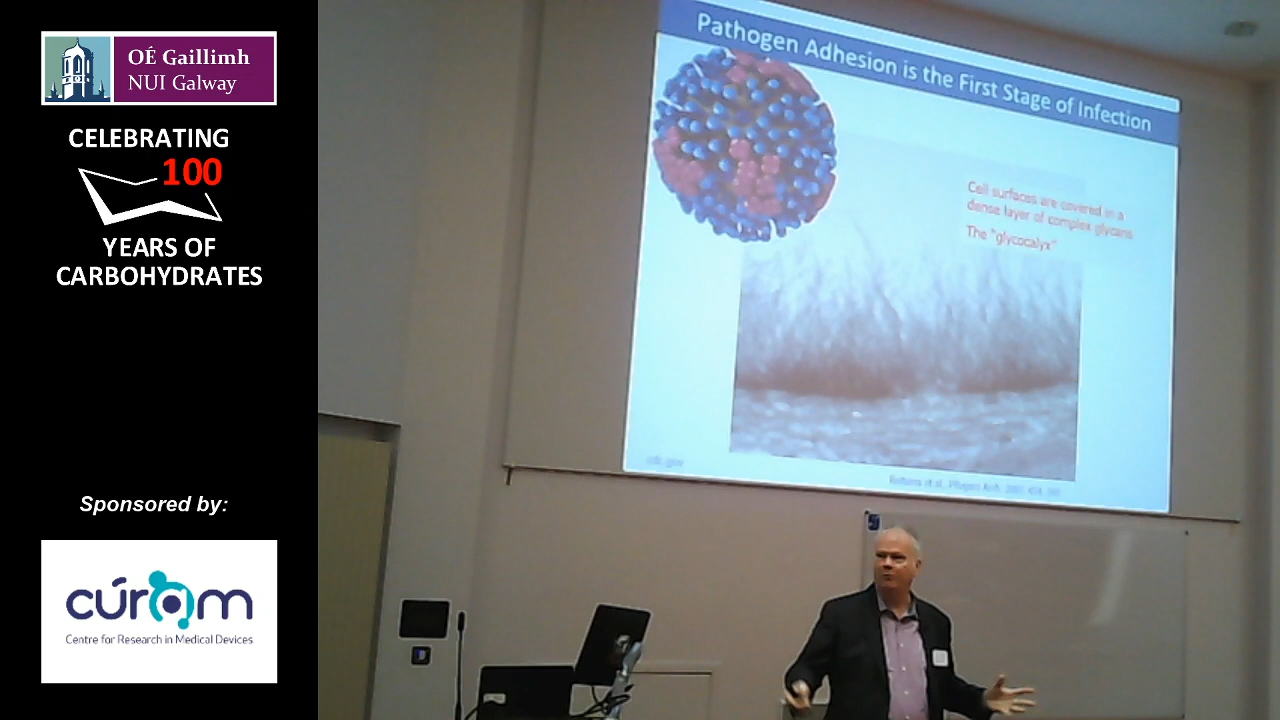 OÉ Gaillimh
NUI Galway
CELEBRATING
100
YEARS OF
CARBOHYDRATES
Sponsored by:
cúram
Centre for Research in Medical Devices
Pathogen Adhesion is the First Stage of Infection
Cell surfaces are covered in a
dense layer of complex glycans
The "glycocalyx"